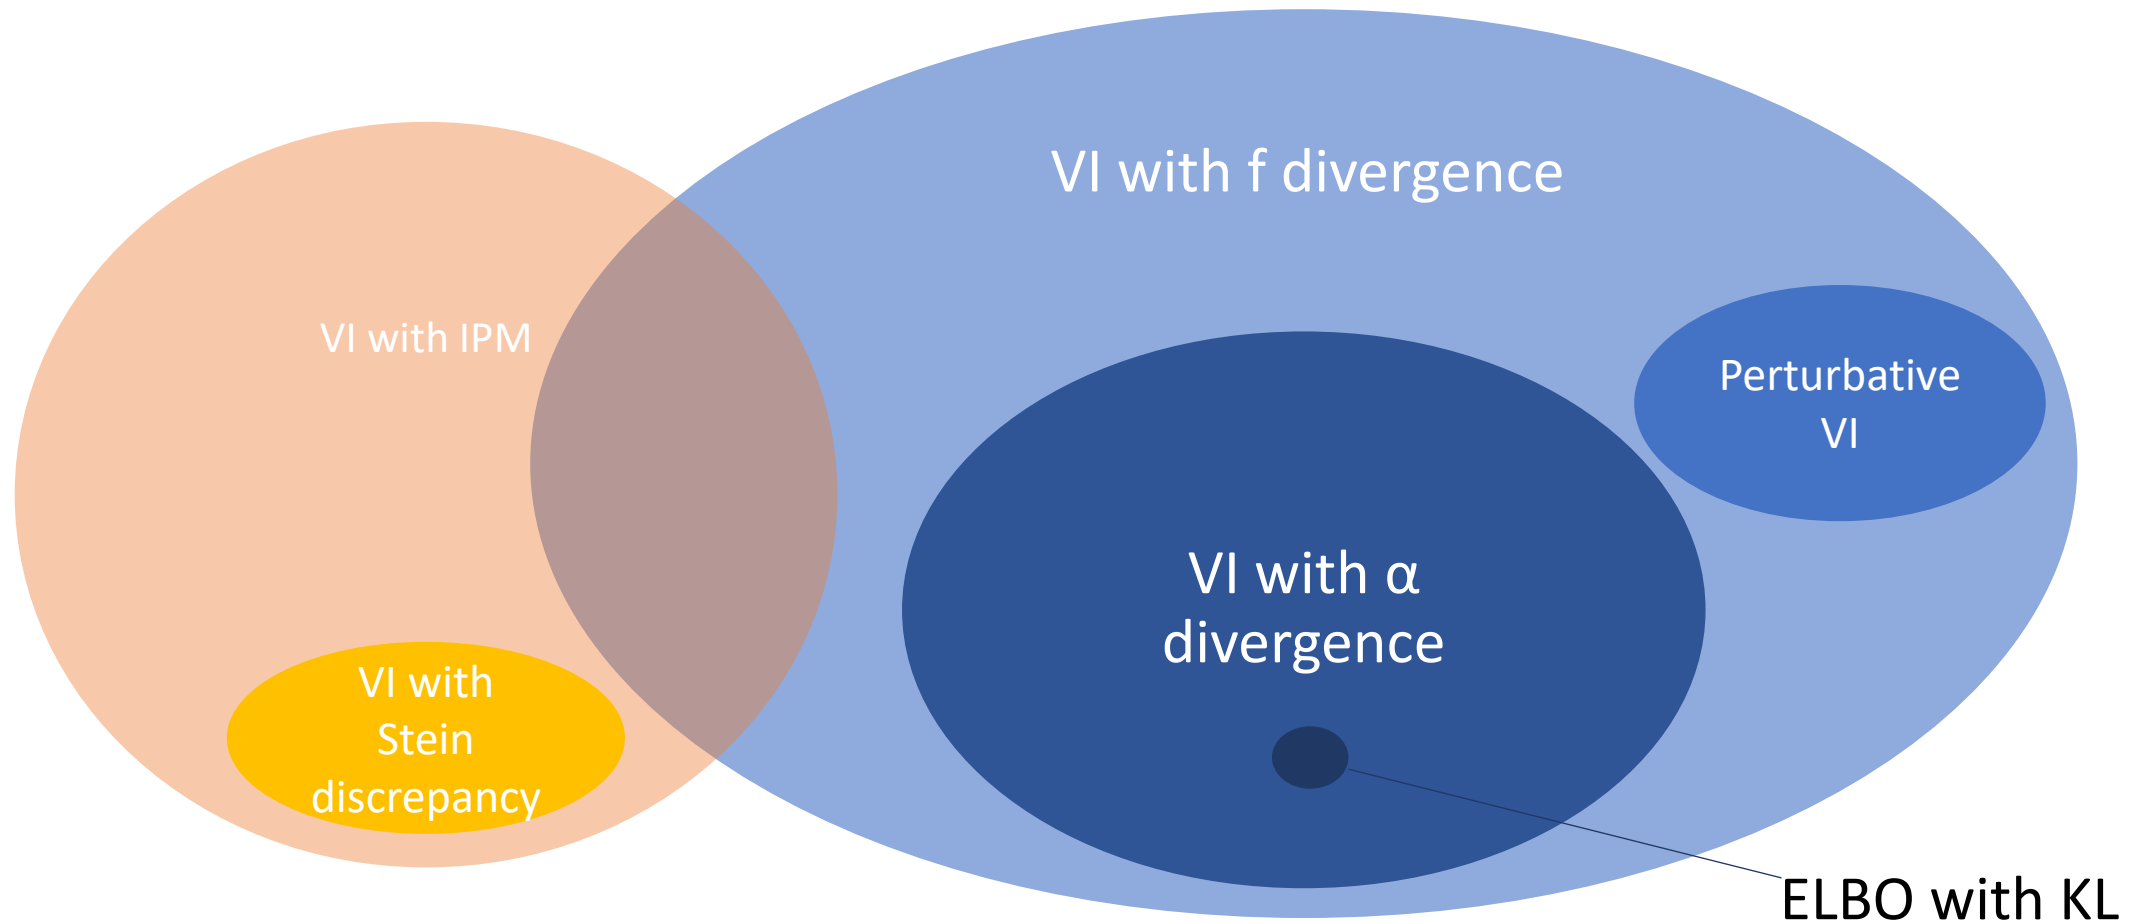 VI with f divergence
VI with IPM
Perturbative
VI
VI with α
divergence
VI with
Stein
discrepancy
ELBO with KL